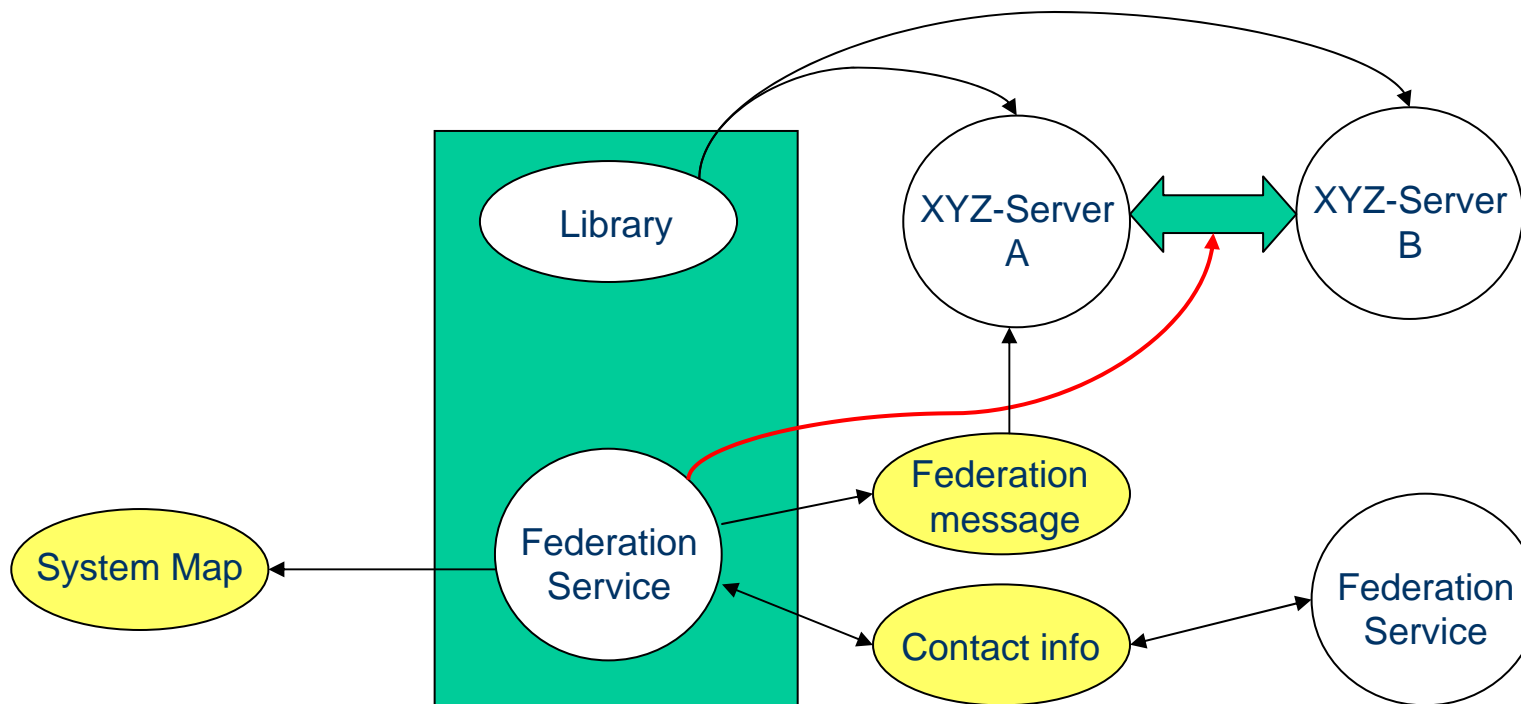 Library
XYZ-Server
A
XYZ-Server
B
Federation
message
System Map
Federation
Service
Contact info
Federation
Service